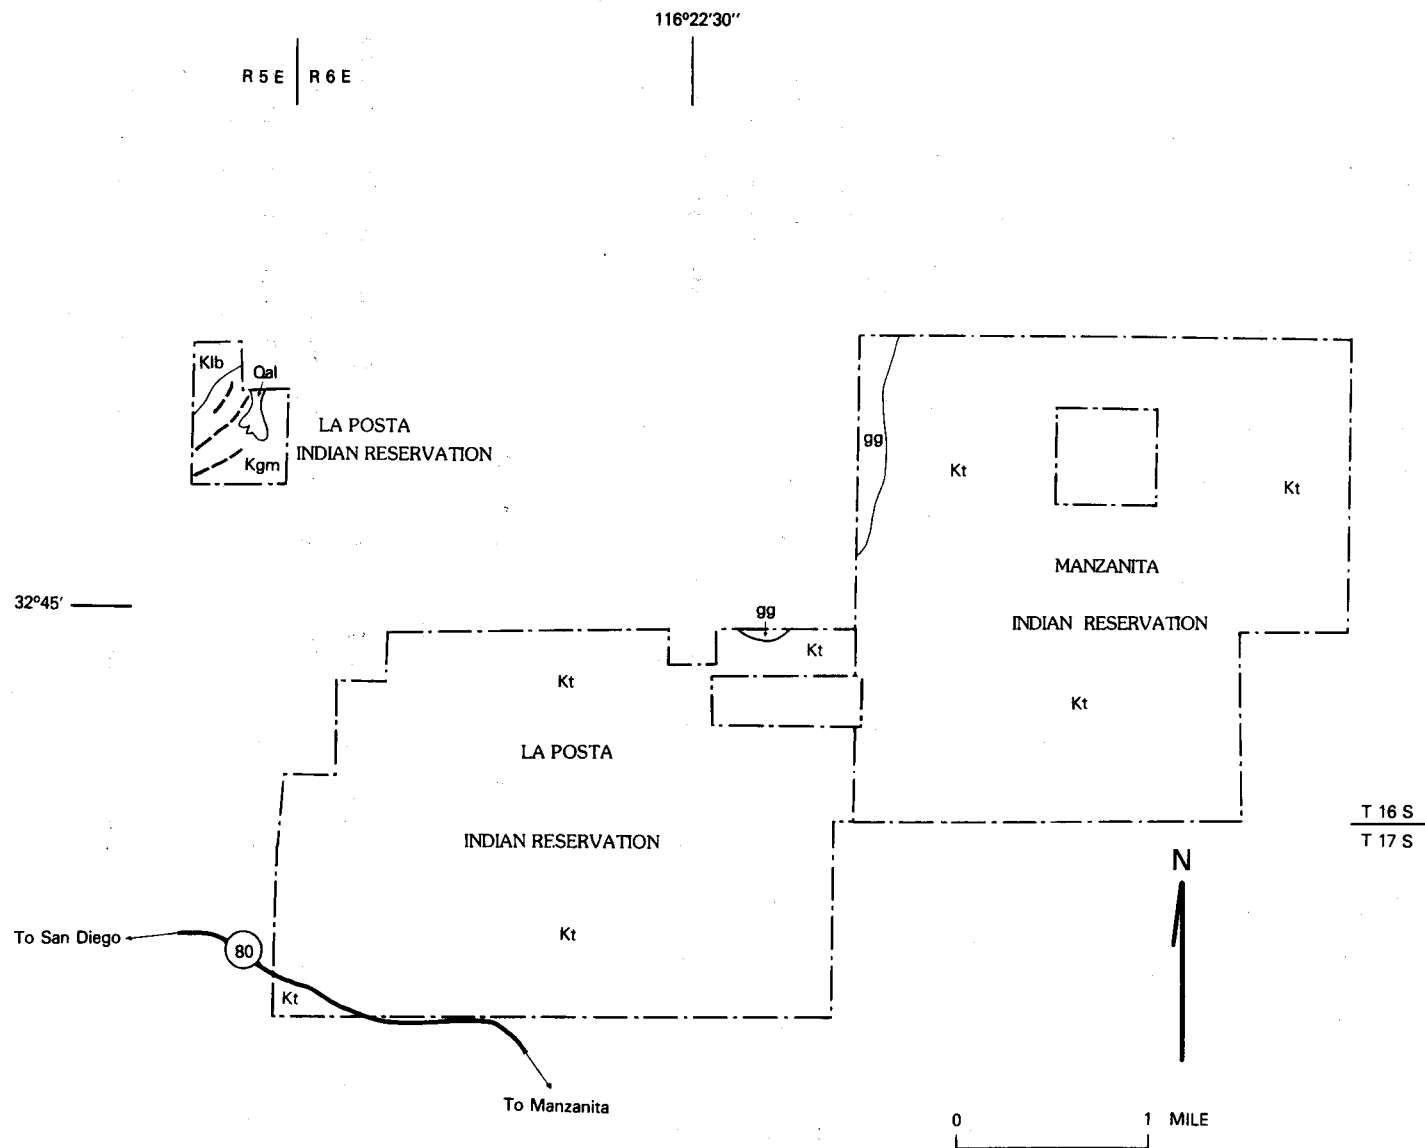 116°22'30"
R 5 E R 6 E
Klb
Qal
LA POSTA
INDIAN RESERVATION
Kgm
gg
Kt
Kt
MANZANITA
INDIAN RESERVATION
32°45'
gg
Kt
Kt
Kt
LA POSTA
INDIAN RESERVATION
T 16 S
T 17 S
N
To San Diego
80
Kt
Kt
To Manzanita
0 1 MILE